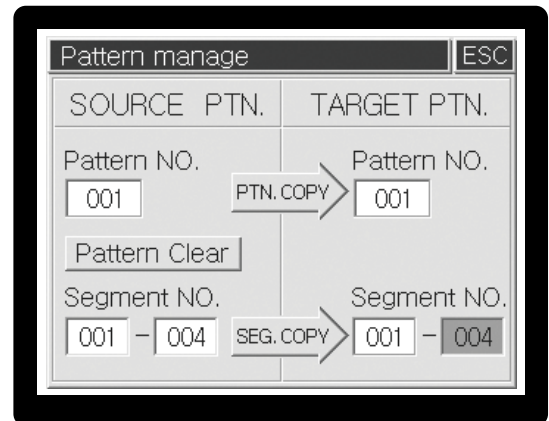 Pattern manage ESC
SOURCE PTN. TARGET PTN.
Pattern NO. Pattern NO.
001 PTN. COPY 001
Pattern Clear
Segment NO. Segment NO.
001 - 004 SEG. COPY 001 - 004